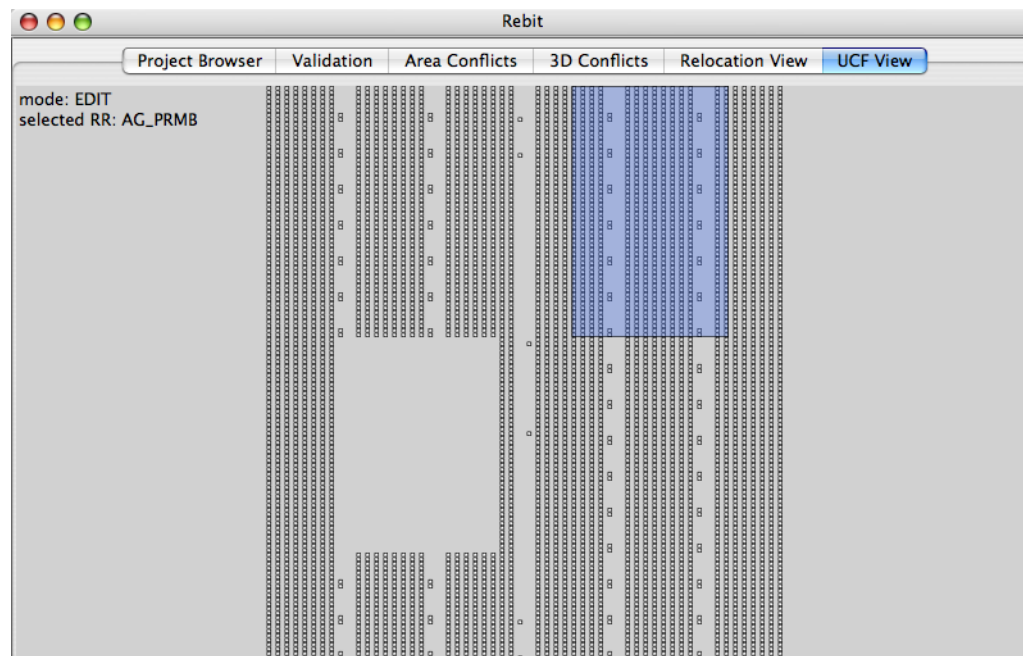 Rebit
Project Browser Validation Area Conflicts 3D Conflicts Relocation View UCF View
mode: EDIT
selected RR: AG_PRMB